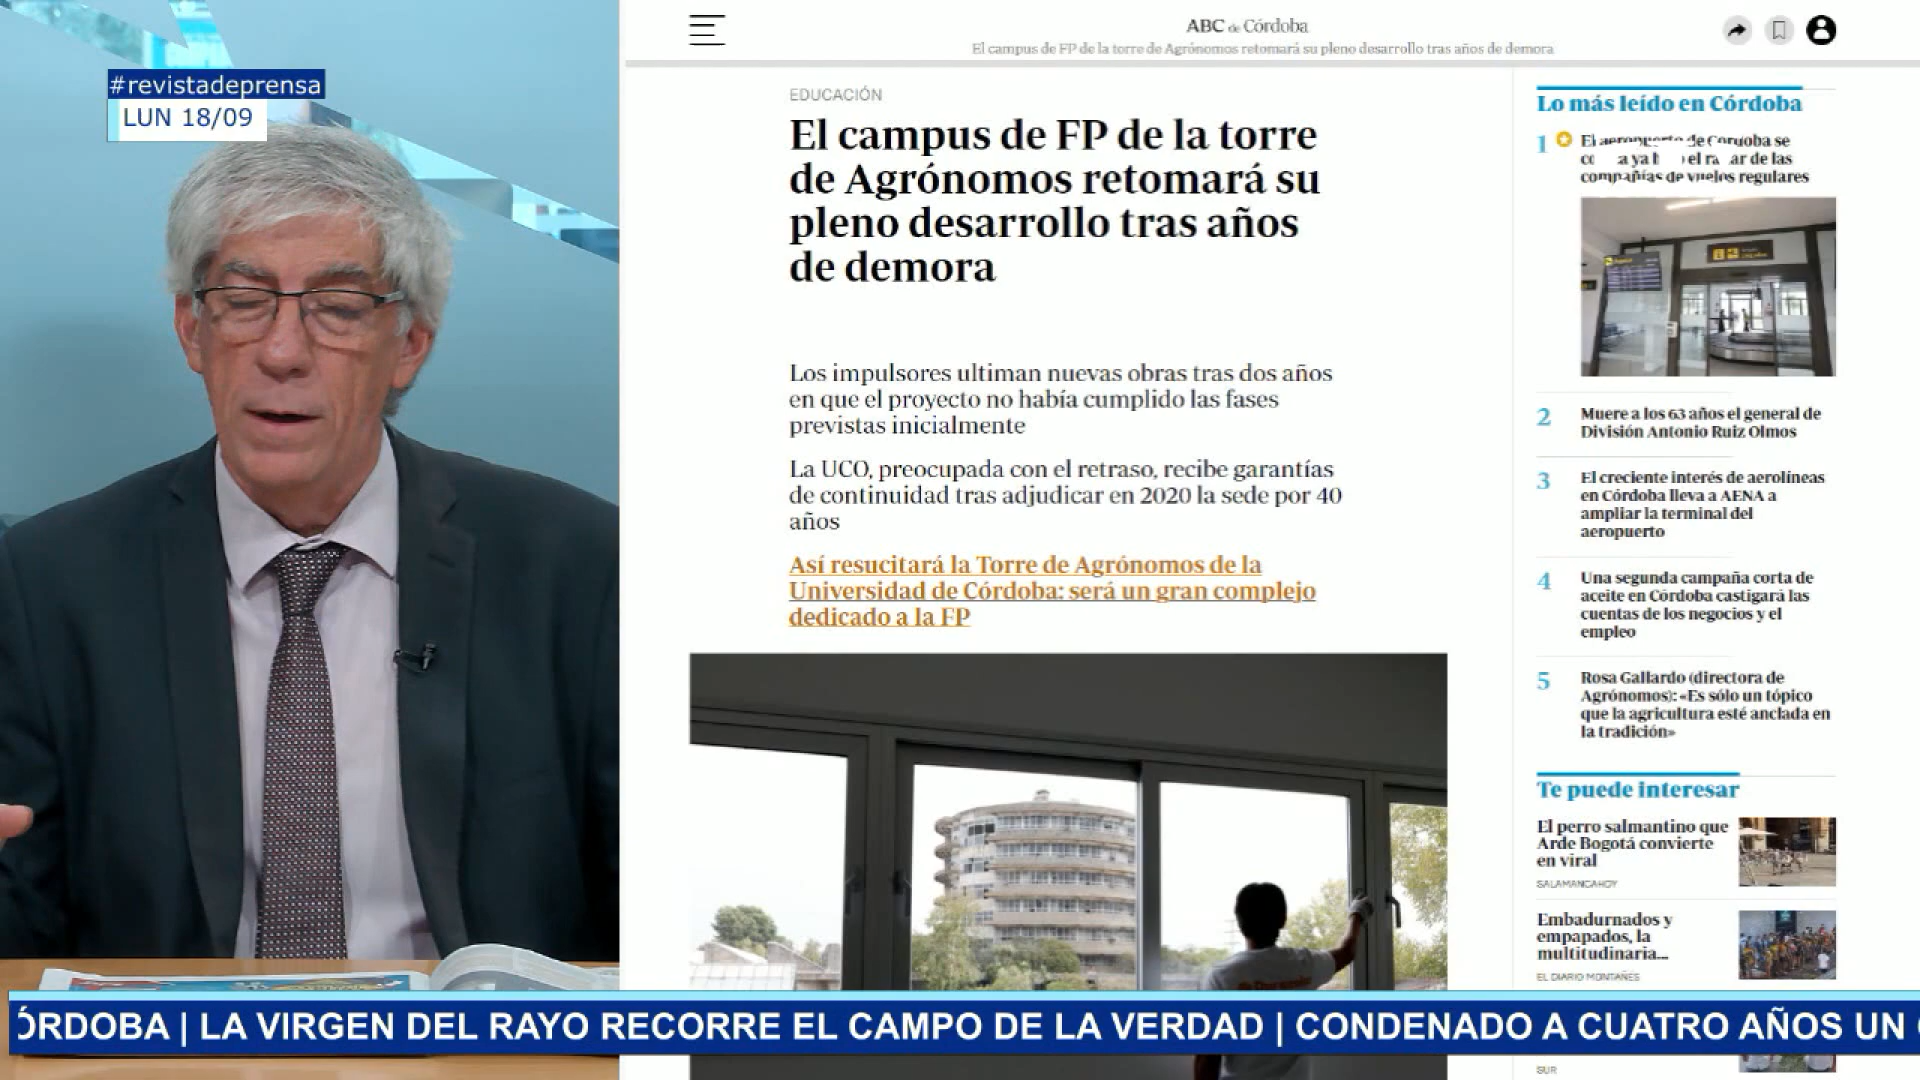 #revistadeprensa
LUN 18/09
ABC de Córdoba
El campus de FP de la torre de Agrónomos retomará su pleno desarrollo tras años de demora
EDUCACIÓN
El campus de FP de la torre
de Agrónomos retomará su
pleno desarrollo tras años
de demora
Los impulsores ultiman nuevas obras tras dos años
en que el proyecto no había cumplido las fases
previstas inicialmente
La UCO, preocupada con el retraso, recibe garantías
de continuidad tras adjudicar en 2020 la sede por 40
años
Así resucitará la Torre de Agrónomos de la
Universidad de Córdoba: será un gran complejo
dedicado a la FP
Lo más leído en Córdoba
1
El aeropuerto de Córdoba se
ya el de las
compañías de vuelos regulares
2
Muere a los 63 años el general de
División Antonio Ruiz Olmos
3
El creciente interés de aerolíneas
en Córdoba lleva a AENA a
ampliar la terminal del
aeropuerto
4
Una segunda campaña corta de
aceite en Córdoba castigará las
cuentas de los negocios y el
empleo
5
Rosa Gallardo (directora de
Agrónomos): «Es sólo un tópico
que la agricultura esté anclada en
la tradición»
Te puede interesar
El perro salmantino que
Arde Bogotá convierte
en viral
SALAMANCAHOY
Embadurnados y
empapados, la
multitudinaria...
EL DIARIO MONTAÑÉS
ÓRDOBA | LA VIRGEN DEL RAYO RECORRE EL CAMPO DE LA VERDAD | CONDENADO A CUATRO AÑOS UN
SUR